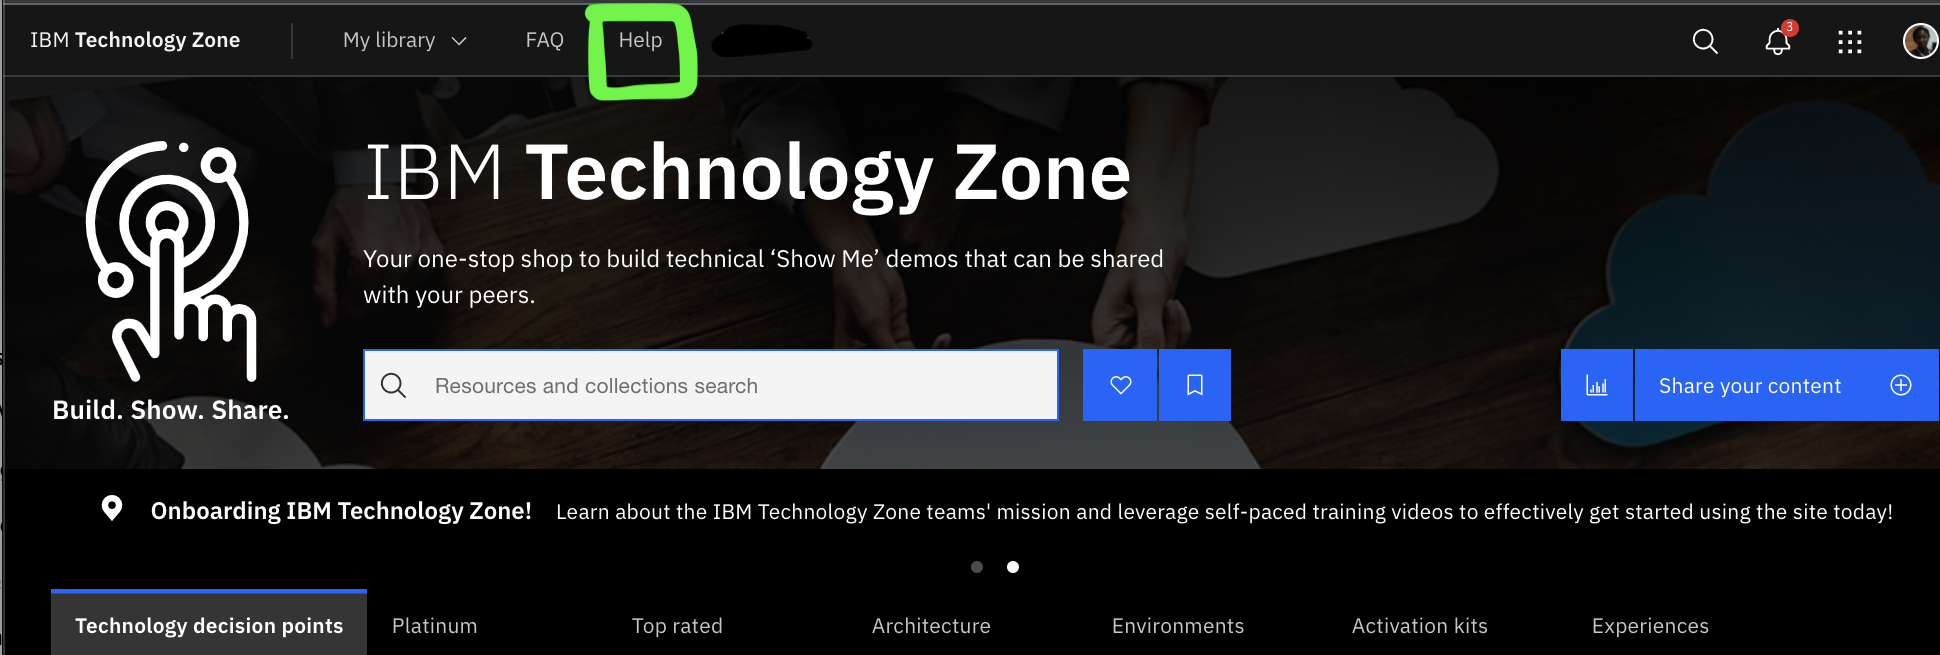 IBM Technology Zone
My library
FAQ
Help
3
IBM Technology Zone
Your one-stop shop to build technical ‘Show Me’ demos that can be shared
with your peers.
Resources and collections search
Share your content
Build. Show. Share.
Onboarding IBM Technology Zone! Learn about the IBM Technology Zone teams' mission and leverage self-paced training videos to effectively get started using the site today!
Technology decision points
Platinum
Top rated
Architecture
Environments
Activation kits
Experiences